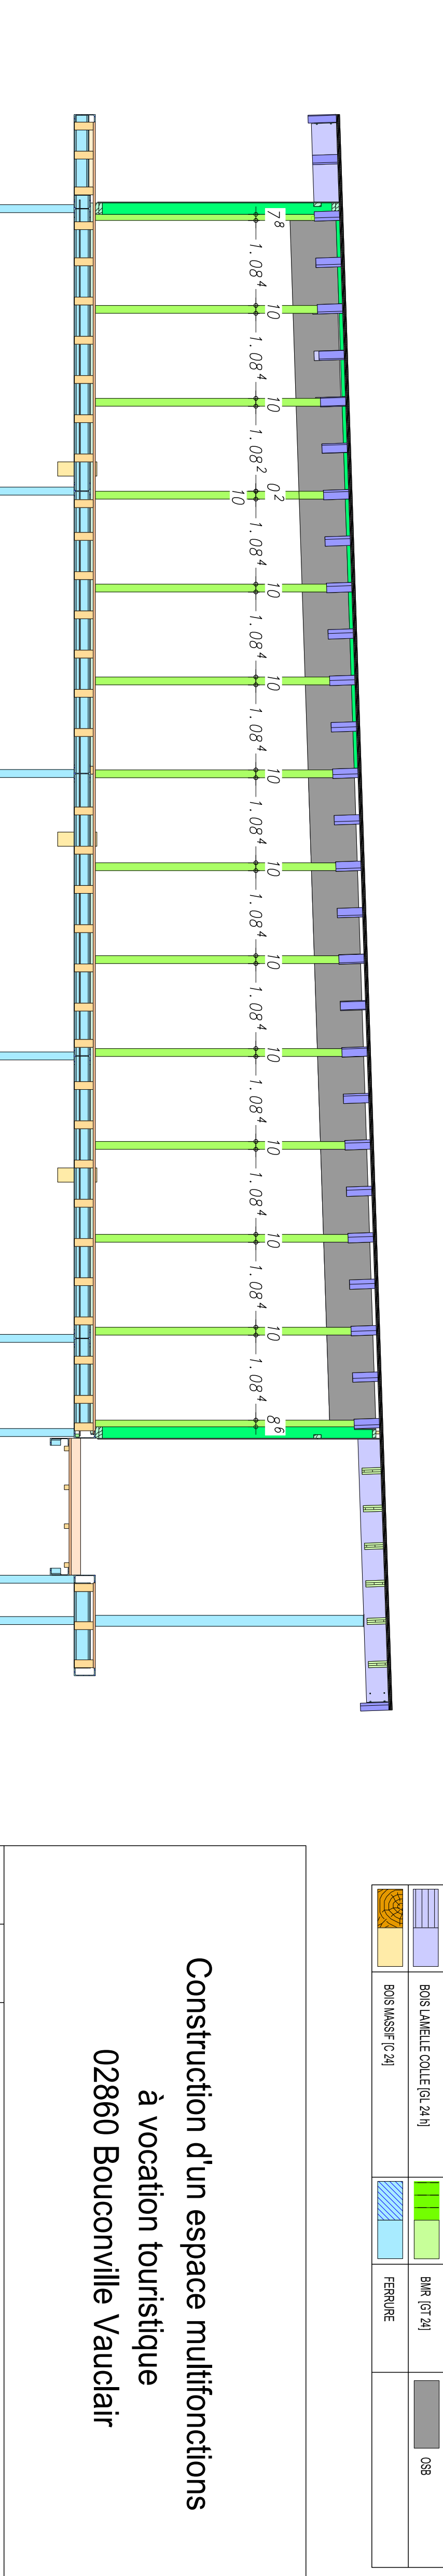 7⁸ 10 10 0² 10 10 10 10 10 10 10 10 10 8⁶
1.08⁴ 1.08⁴ 1.08² 1.08⁴ 1.08⁴ 1.08⁴ 1.08⁴ 1.08⁴ 1.08⁴ 1.08⁴ 1.08⁴ 1.08⁴ 1.08⁴
10
BOIS LAMELLE COLLE [GL 24 h] BMR [GT 24] OSB
BOIS MASSIF [C 24] FERRURE
Construction d'un espace multifonctions
à vocation touristique
02860 Bouconville Vauclair